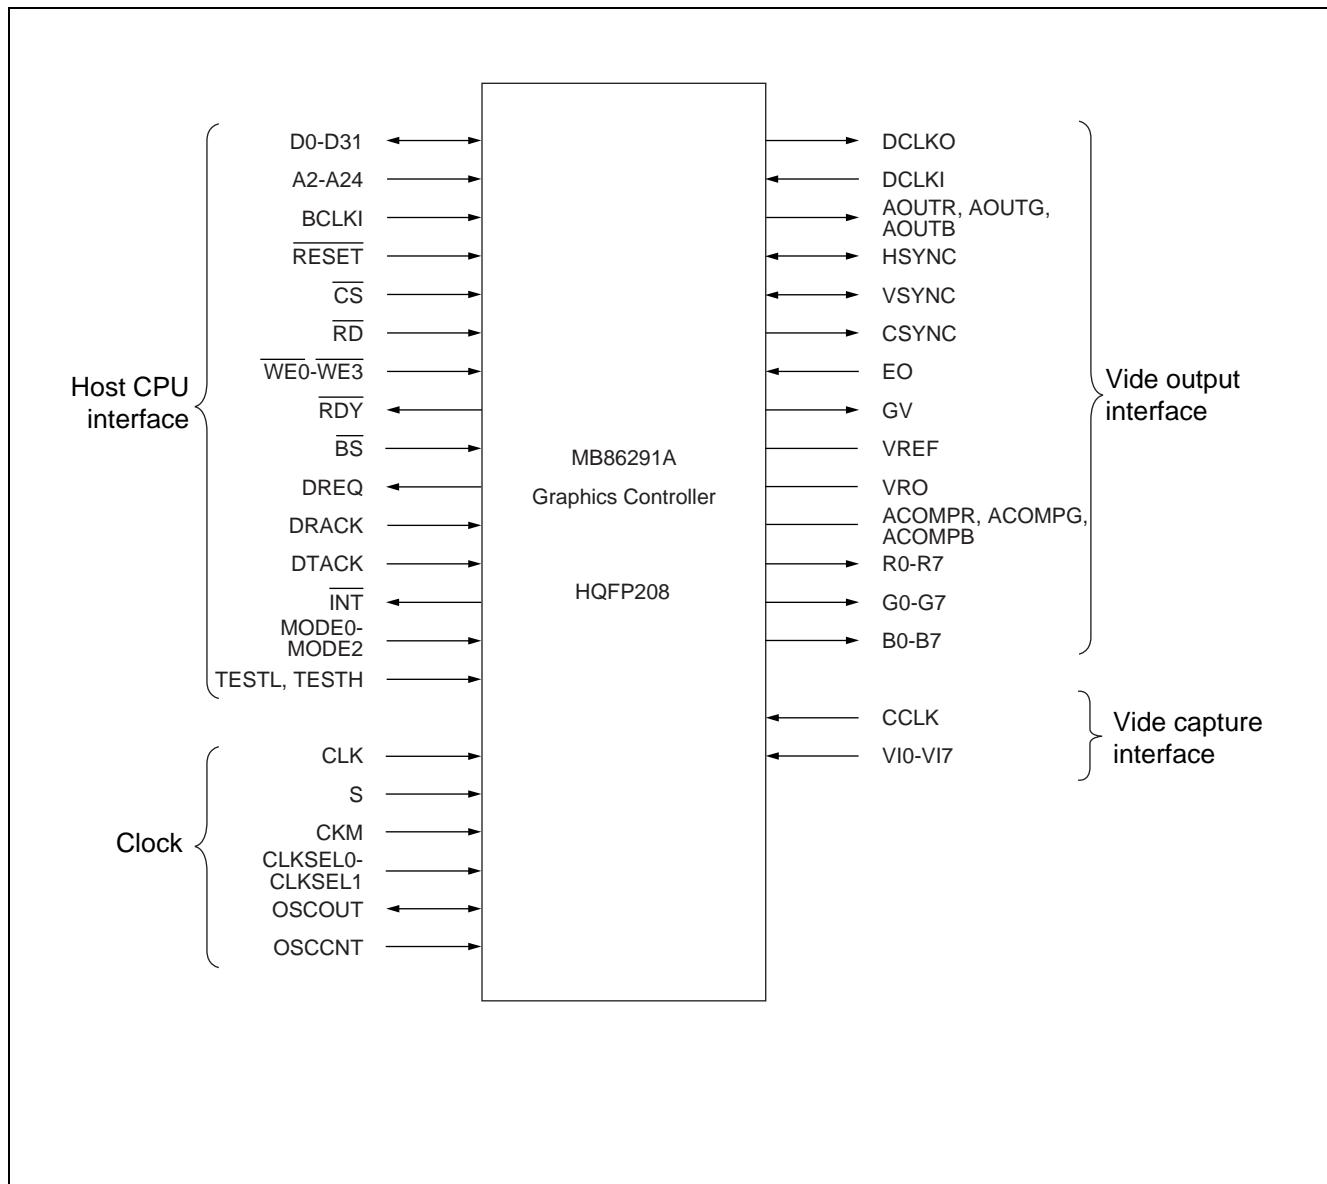 D0-D31
A2-A24
BCLKI
RESET
CS
RD
WE0-WE3
RDY
BS
DREQ
DRACK
DTACK
INT
MODE0-
MODE2
TESTL, TESTH
Host CPU
interface
CLK
S
CKM
CLKSEL0-
CLKSEL1
OSCOUT
OSCCNT
Clock
MB86291A
Graphics Controller
HQFP208
DCLKO
DCLKI
AOUTR, AOUTG,
AOUTB
HSYNC
VSYNC
CSYNC
EO
GV
VREF
VRO
ACOMPR, ACOMPG,
ACOMPB
R0-R7
G0-G7
B0-B7
Vide output
interface
CCLK
VI0-VI7
Vide capture
interface